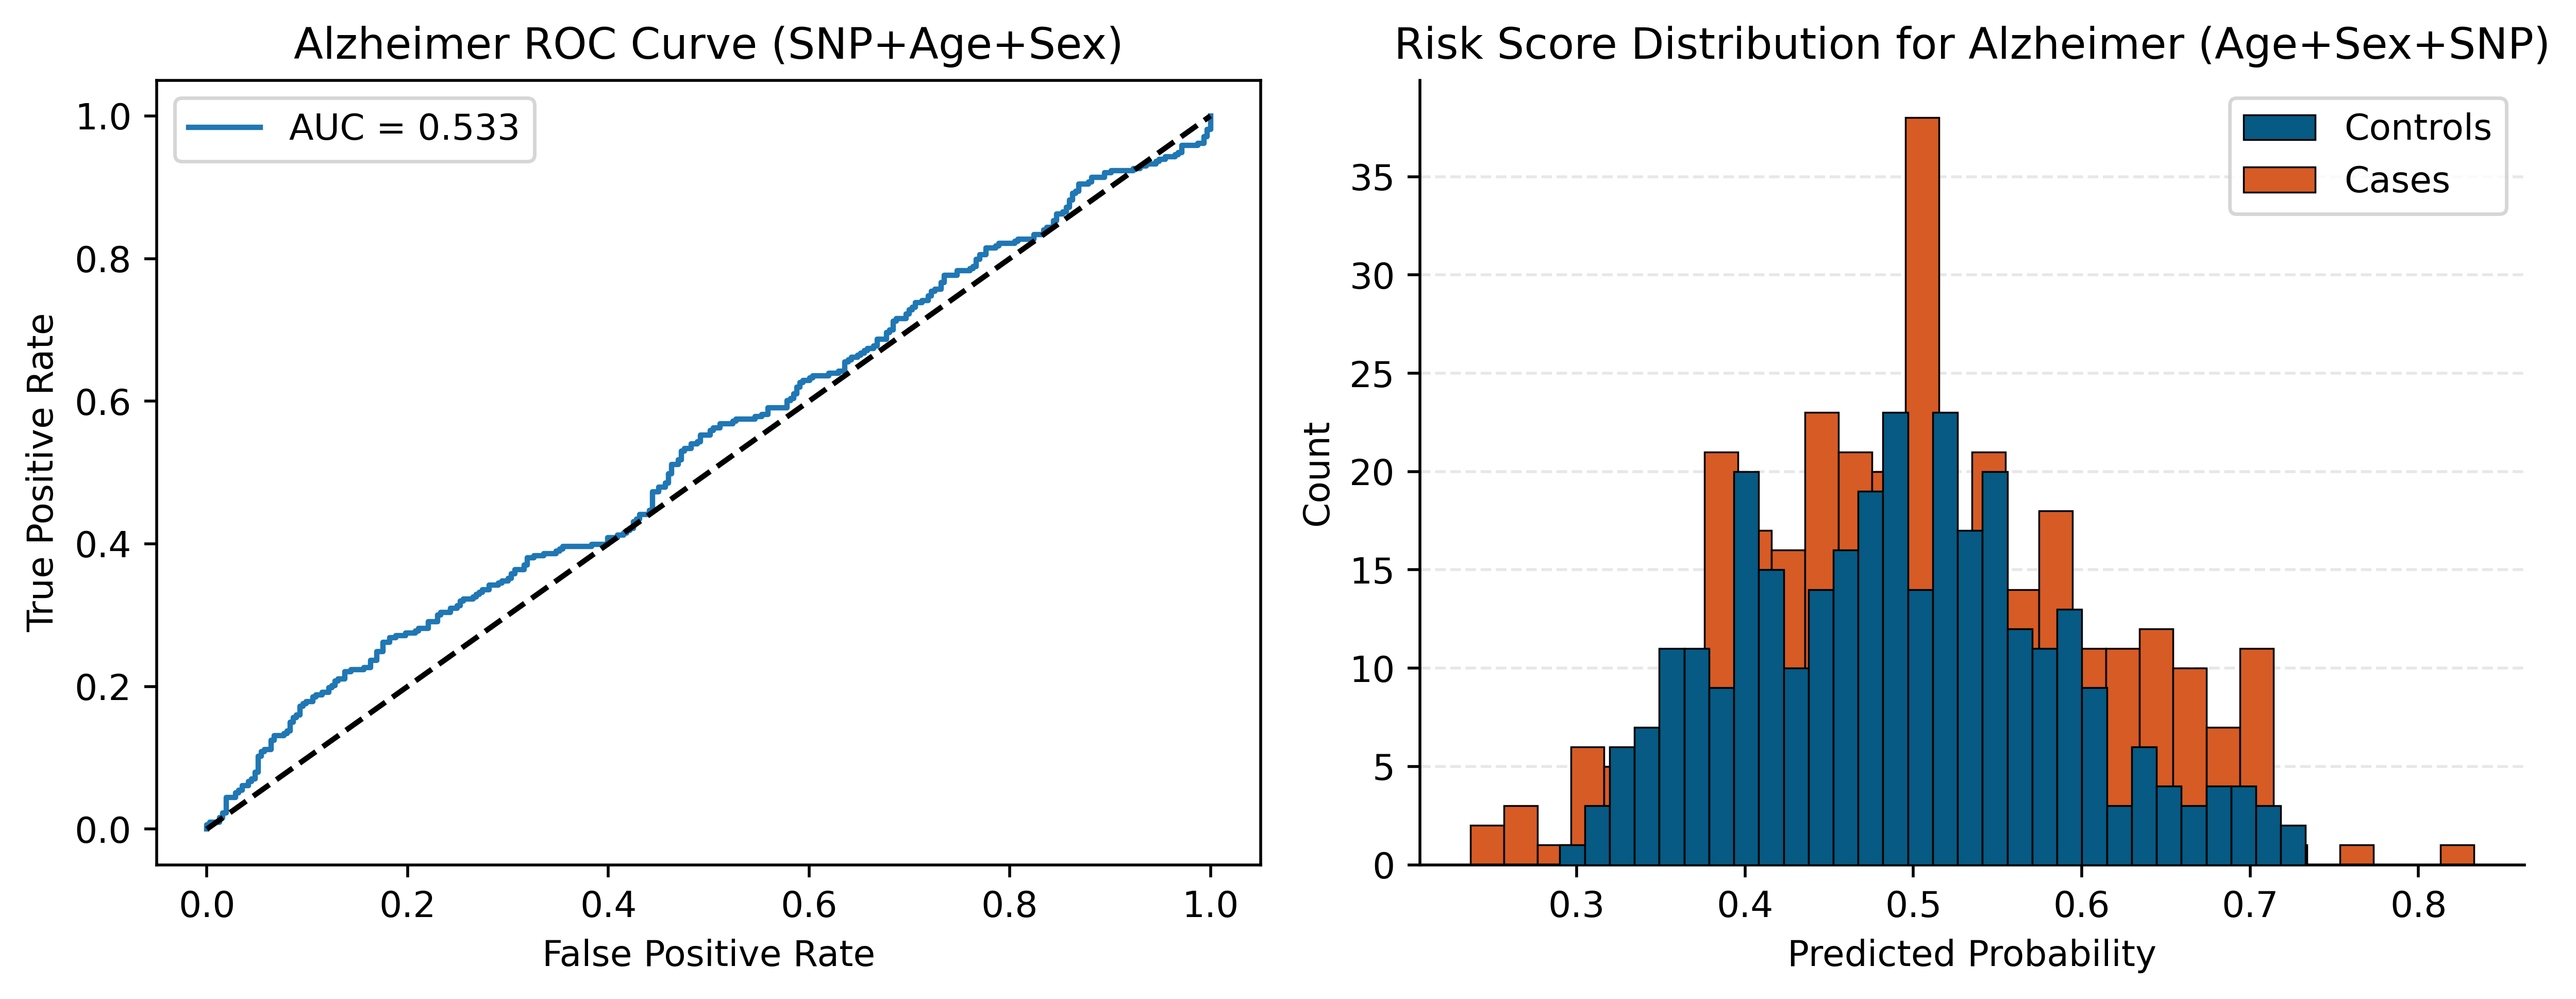 Alzheimer ROC Curve (SNP+Age+Sex)
AUC = 0.533
True Positive Rate
1.0
0.8
0.6
0.4
0.2
0.0
0.0 0.2 0.4 0.6 0.8 1.0
False Positive Rate
Risk Score Distribution for Alzheimer (Age+Sex+SNP)
Controls
Cases
Count
35
30
25
20
15
10
5
0
0.3 0.4 0.5 0.6 0.7 0.8
Predicted Probability